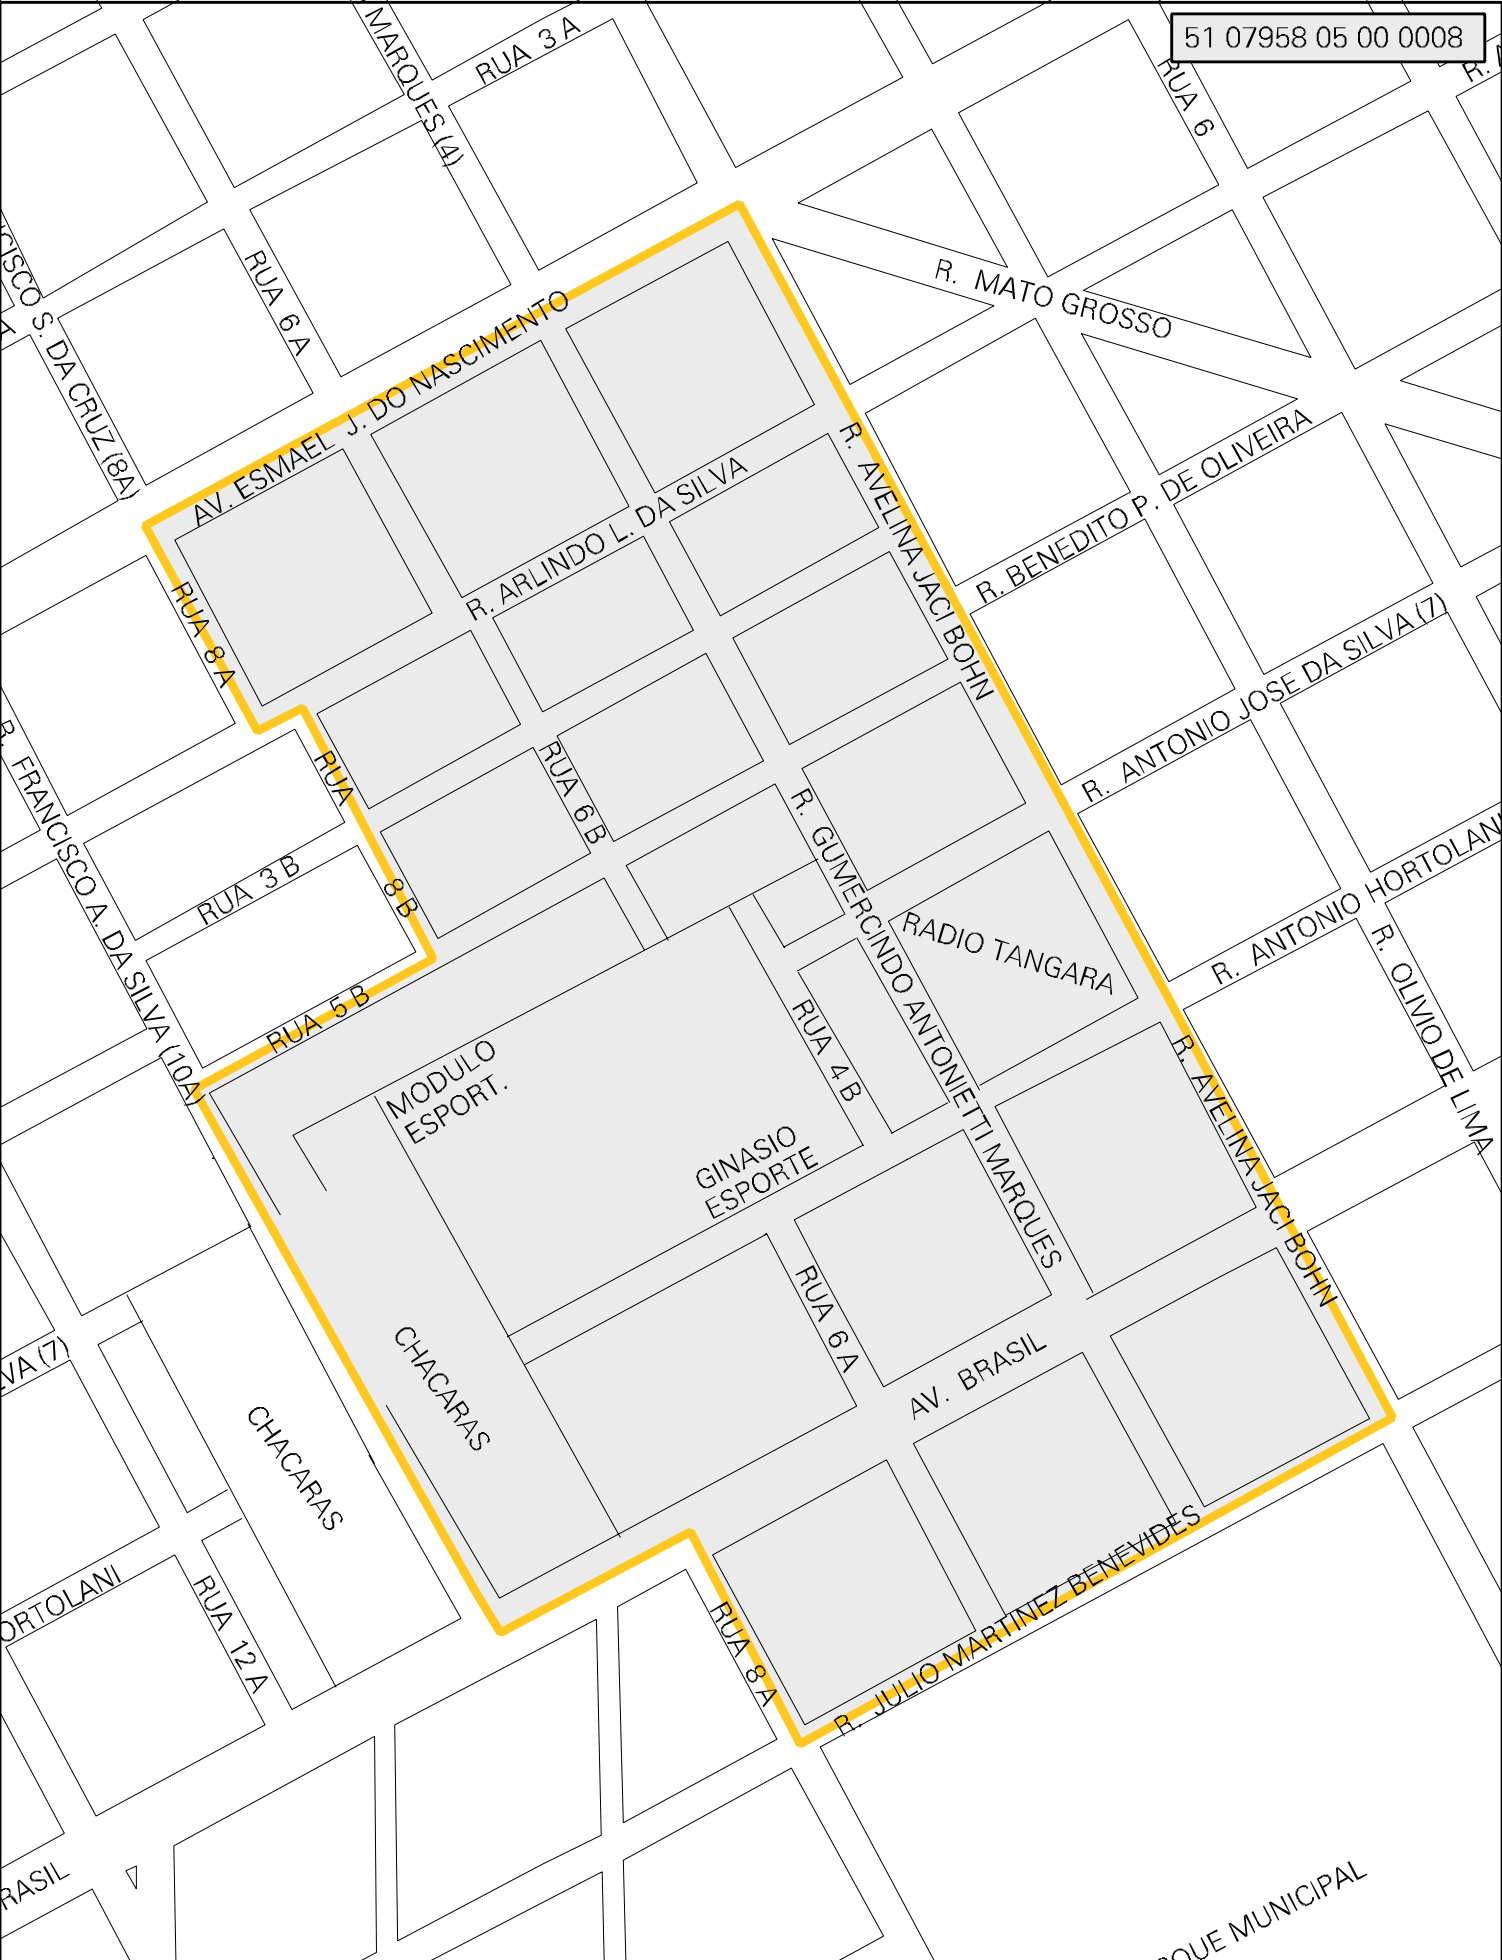 51 07958 05 00 0008
MARQUES (4)
RUA 3 A
RUA 6
R.
S. DA CRUZ (8A)
RUA 6 A
R. MATO GROSSO
AV. ESMAEL J. DO NASCIMENTO
R. ARLINDO L. DA SILVA
R. AVELINA JACI BOHN
R. BENEDITO P. DE OLIVEIRA
RUA 8 A
R. ANTONIO JOSE DA SILVA (7)
R. FRANCISCO A. DA SILVA (10A)
RUA 8 B
RUA 6 B
RUA 3 B
R. GUMERCINDO ANTONIETTI MARQUES
R. ANTONIO HORTOLANI
RADIO TANGARA
R. OLIVIO DE LIMA
RUA 5 B
RUA 4 B
MODULO
ESPORT.
R. AVELINA JACI BOHN
GINASIO
ESPORTE
RUA 6 A
LVA (7)
CHACARAS
AV. BRASIL
CHACARAS
ORTOLANI
RUA 12 A
RUA 8 A
R. JULIO MARTINEZ BENEVIDES
RASIL
QUE MUNICIPAL